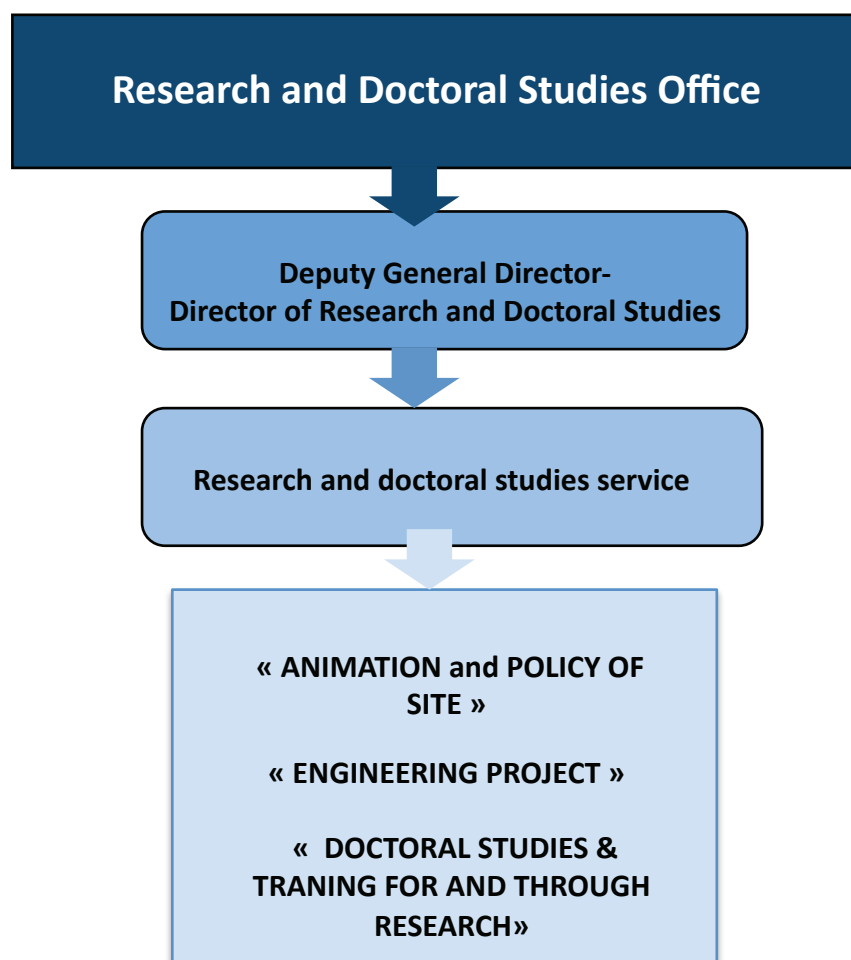 Research and Doctoral Studies Office
Deputy General Director-
Director of Research and Doctoral Studies
Research and doctoral studies service
« ANIMATION and POLICY OF
SITE »
« ENGINEERING PROJECT »
«  DOCTORAL STUDIES &
TRANING FOR AND THROUGH
RESEARCH»